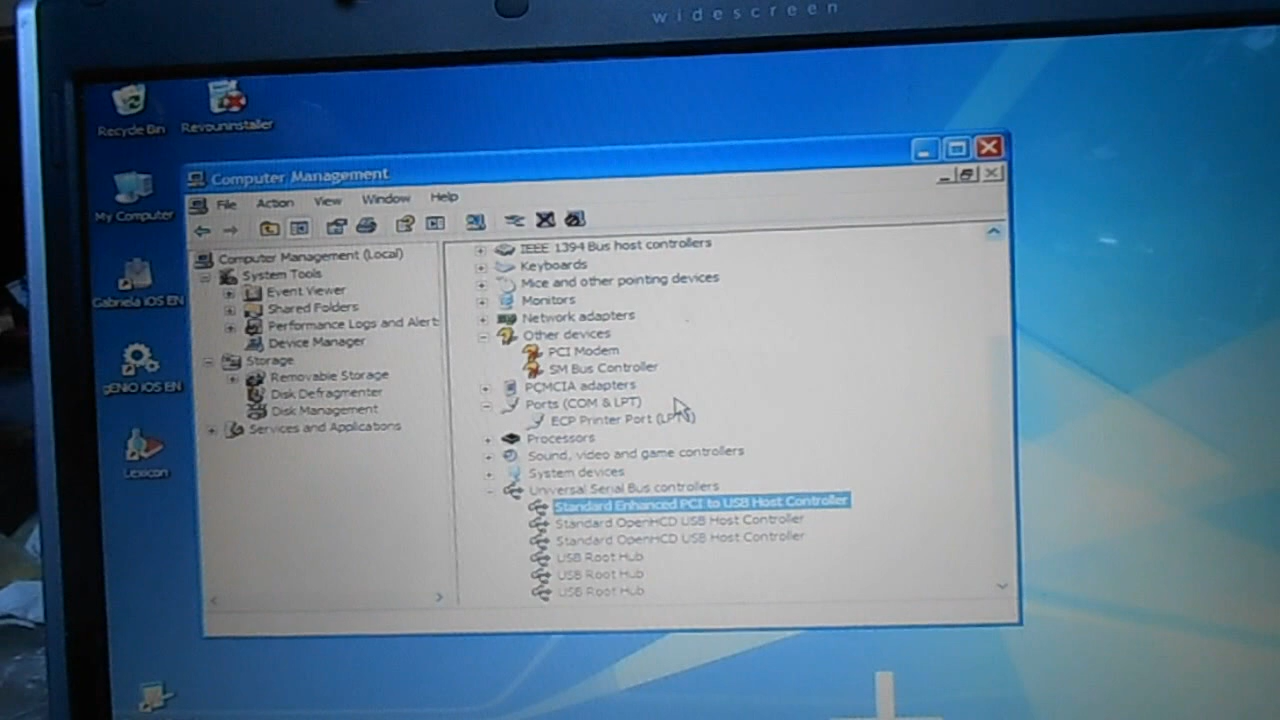 widescreen
Recycle Bin
Revouninstaller
My Computer
Gabriela iOS EN
gENiO iOS EN
Lexicon
Computer Management
File Action View Window Help
Computer Management (Local)
System Tools
Event Viewer
Shared Folders
Performance Logs and Alert
Device Manager
Storage
Removable Storage
Disk Defragmenter
Disk Management
Services and Applications
IEEE 1394 Bus host controllers
Keyboards
Mice and other pointing devices
Monitors
Network adapters
Other devices
PCI Modem
SM Bus Controller
PCMCIA adapters
Ports (COM & LPT)
ECP Printer Port (LPT1)
Processors
Sound, video and game controllers
System devices
Universal Serial Bus controllers
Standard Enhanced PCI to USB Host Controller
Standard OpenHCD USB Host Controller
Standard OpenHCD USB Host Controller
USB Root Hub
USB Root Hub
USB Root Hub